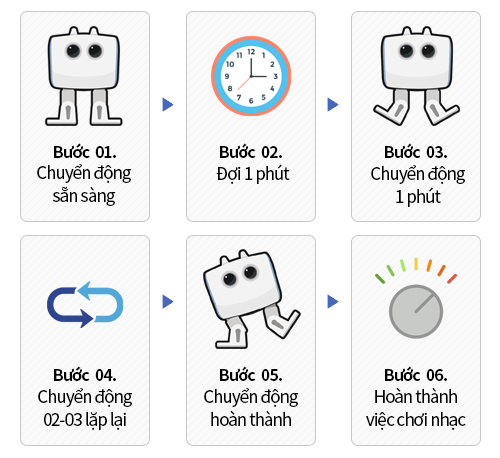 Bước 01.
Chuyển động
sẵn sàng
12
1
2
3
4
5
6
7
8
9
10
11
Bước 02.
Đợi 1 phút
Bước 03.
Chuyển động
1 phút
Bước 04.
Chuyển động
02-03 lặp lại
Bước 05.
Chuyển động
hoàn thành
Bước 06.
Hoàn thành
việc chơi nhạc